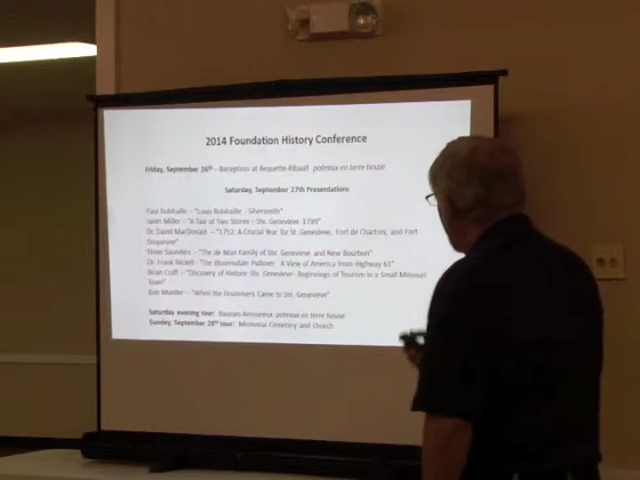 2014 Foundation History Conference
Friday, September 26th – Reception at Bequette-Ribault poteaux en terre house
Saturday, September 27th Presentations
Paul Robitaille – "Louis Robitaille - Silversmith"
Janet Miller – "A Tale of Two Storms - Ste. Genevieve 1799"
Dr. David MacDonald – "1752: A Crucial Year for St. Genevieve, Fort de Chartres, and Fort
Duquesne"
Steve Saunders – "The de Mun Family of Ste. Genevieve and New Bourbon"
Dr. Frank Nickell – "The Bloomsdale Pullover: A View of America from Highway 61"
Brian Craft – "Discovery of Historic Ste. Genevieve: Beginnings of Tourism in a Small Missouri
Town"
Bob Mueller – "When the Drummers Came to Ste. Genevieve"
Saturday evening tour: Bauvais-Amoureux poteaux en terre house
Sunday, September 28th tour: Memorial Cemetery and Church